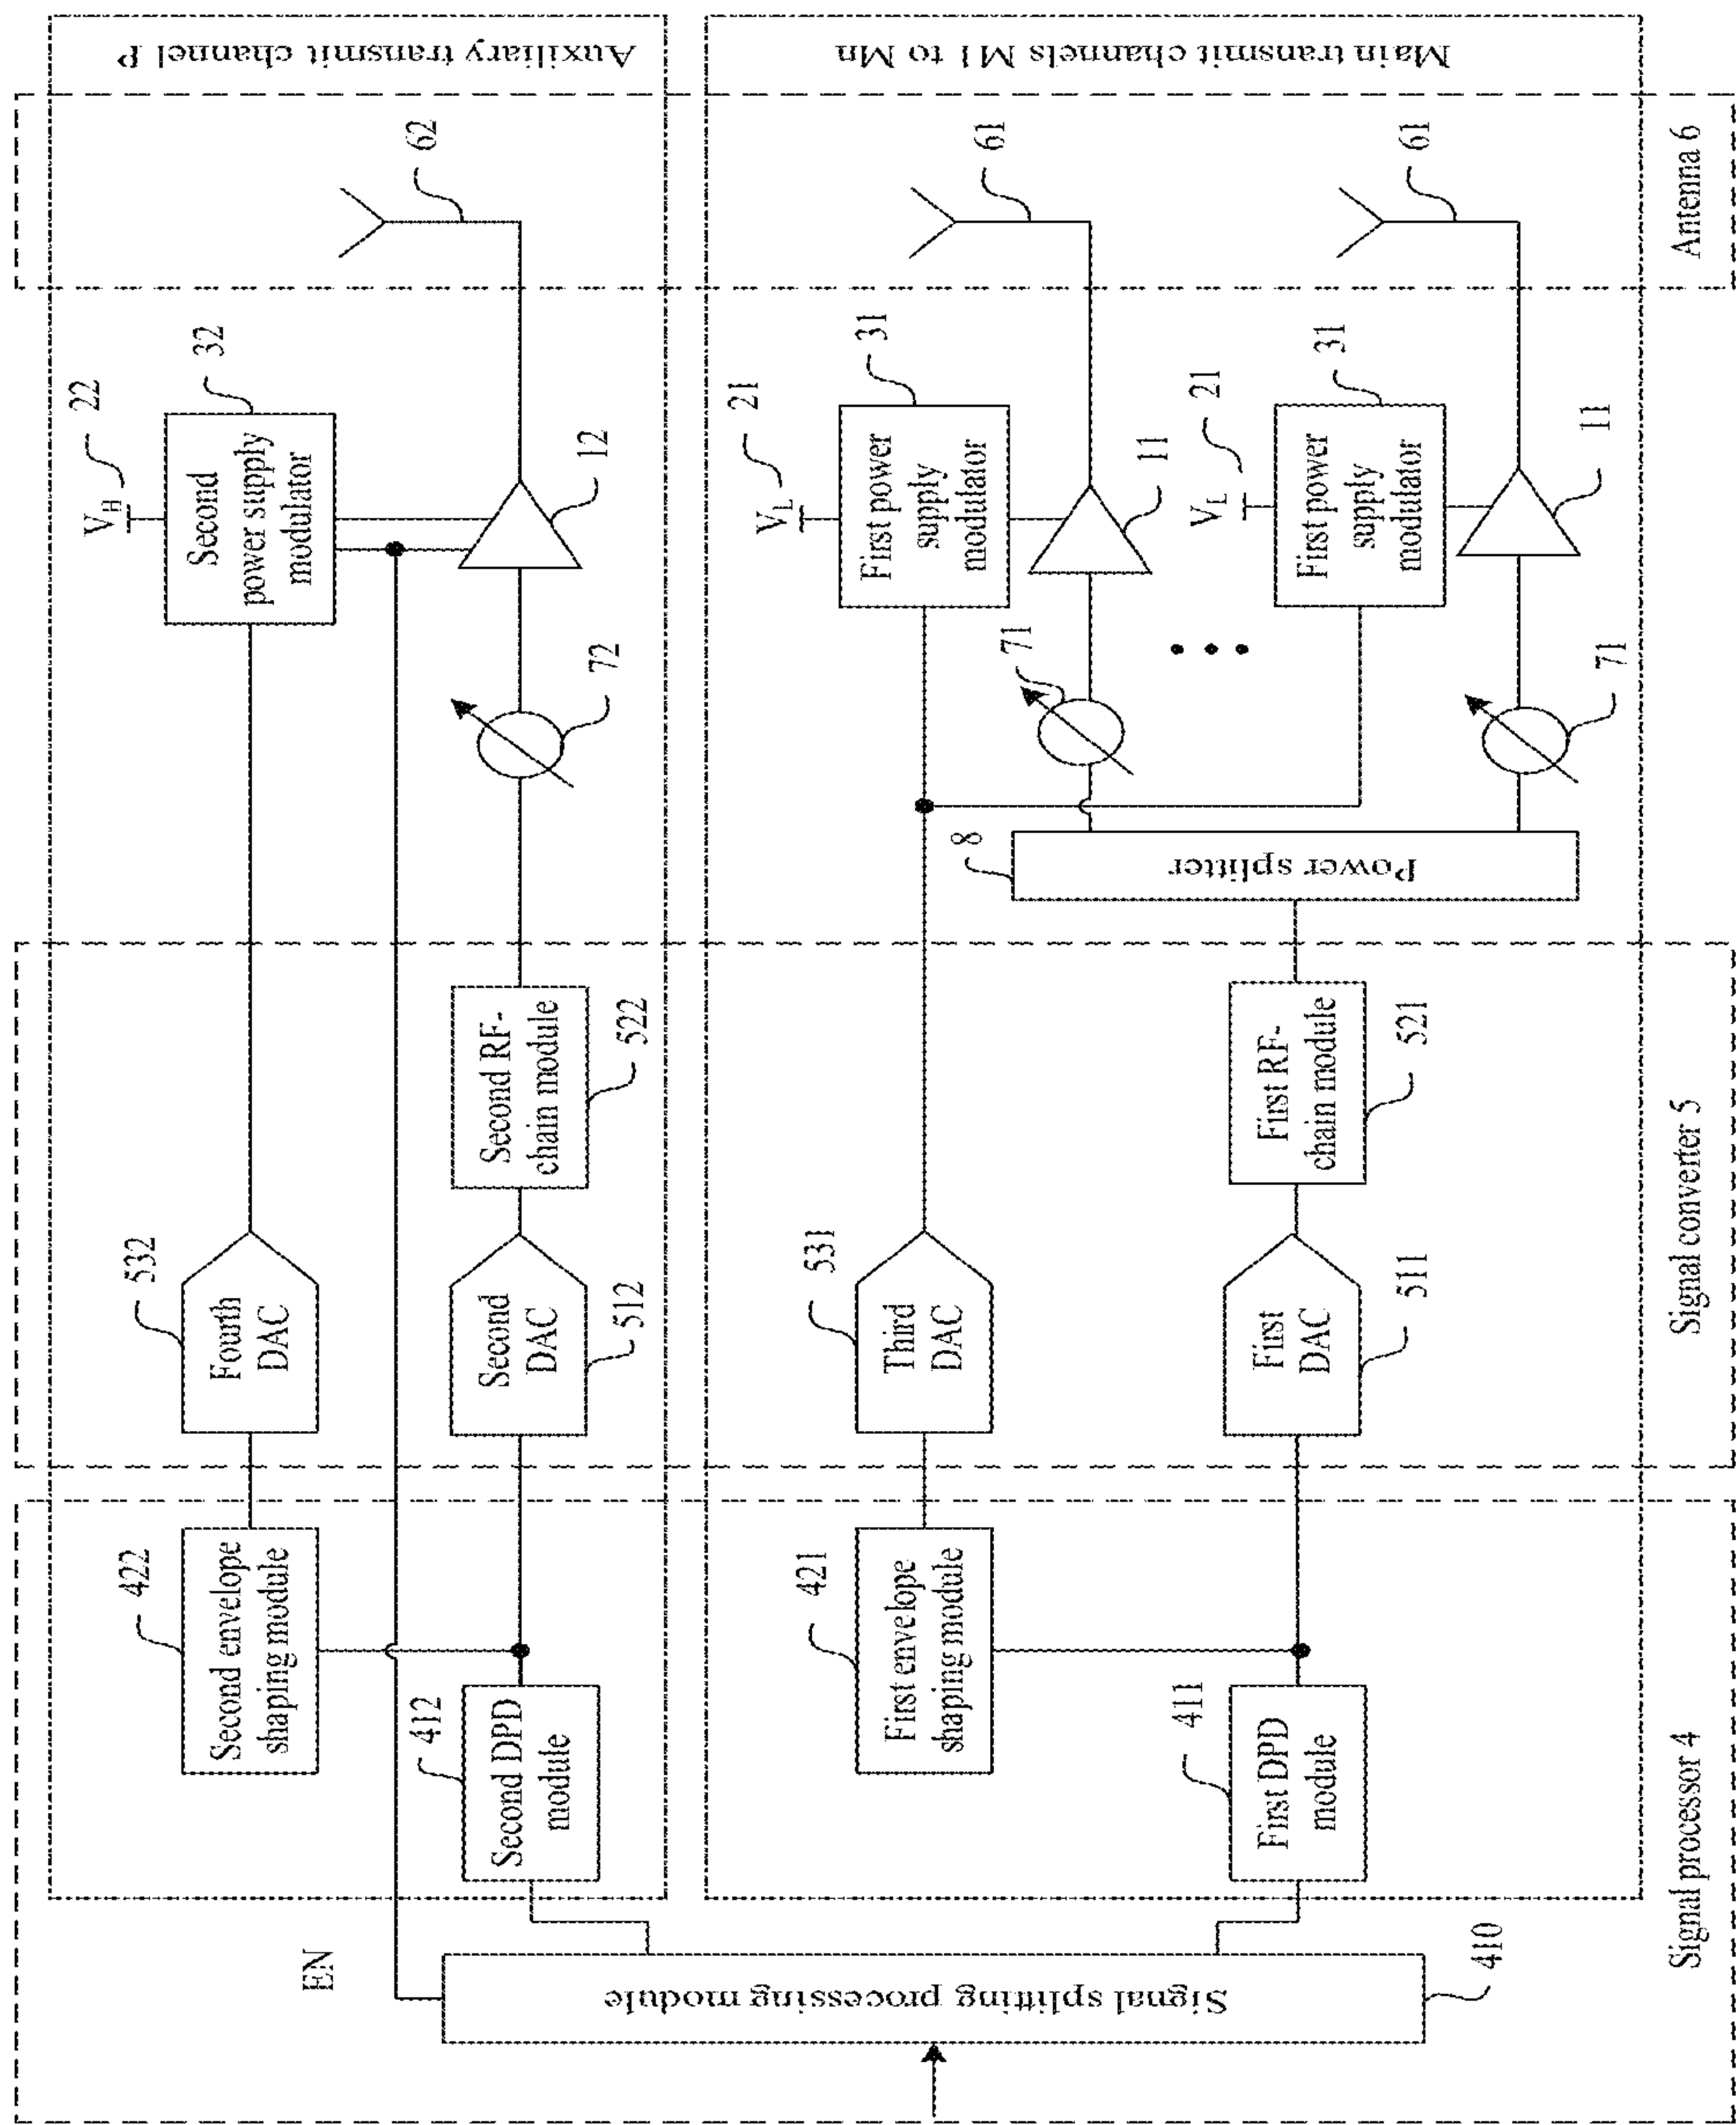 Auxiliary transmit channel P
Main transmit channels M1 to Mn
Antenna 6
62
61
61
V_H
22
32
Second
power supply
modulator
12
72
V_L
21
31
First power
supply
modulator
11
71
V_L
21
31
First power
supply
modulator
11
71
8
Power splitter
532
Fourth
DAC
Second
DAC
512
Second RF-
chain module
522
531
Third
DAC
First
DAC
511
First RF-
chain module
521
Signal converter 5
422
Second envelope
shaping module
412
Second DPD
module
421
First envelope
shaping module
411
First DPD
module
EN
Signal splitting processing module
410
Signal processor 4